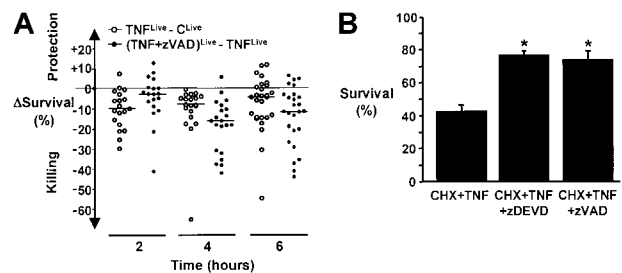 A
○ TNF^Live - C^Live
• (TNF+zVAD)^Live - TNF^Live
Protection
ΔSurvival
(%)
Killing
+20
+10
0
-10
-20
-30
-40
-50
-60
2 4 6
Time (hours)
B
Survival
(%)
100
80
60
40
20
0
* *
CHX+TNF
CHX+TNF
+zDEVD
CHX+TNF
+zVAD